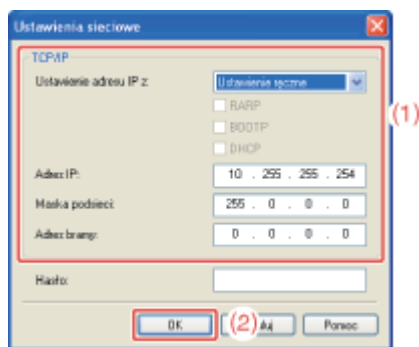 Ustawienia sieciowe
TCP/IP
Ustawienie adresu IP z: Ustawienie ręczne
RARP
BOOTP
DHCP
(1)
Adres IP: 10 . 255 . 255 . 254
Maska podsieci: 255 . 0 . 0 . 0
Adres bramy: 0 . 0 . 0 . 0
Hasło:
OK (2) uj Pomoc